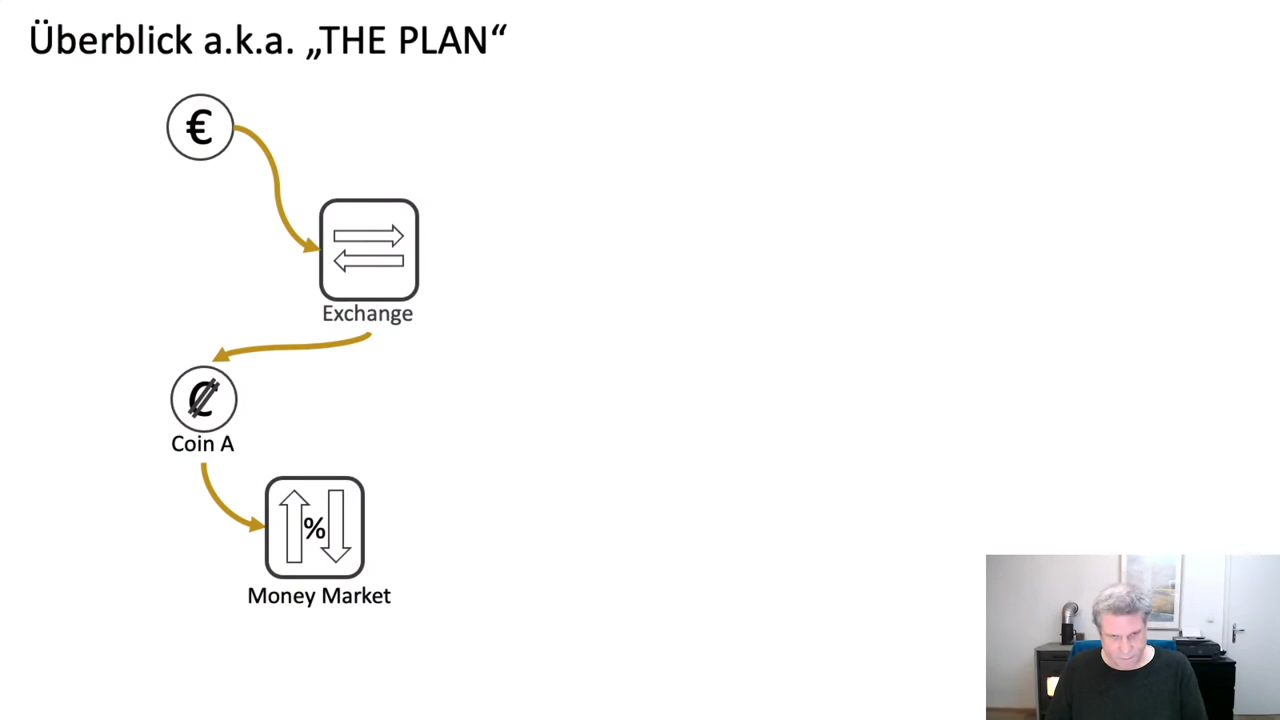 Überblick a.k.a. „THE PLAN“
€
Exchange
₡
Coin A
%
Money Market